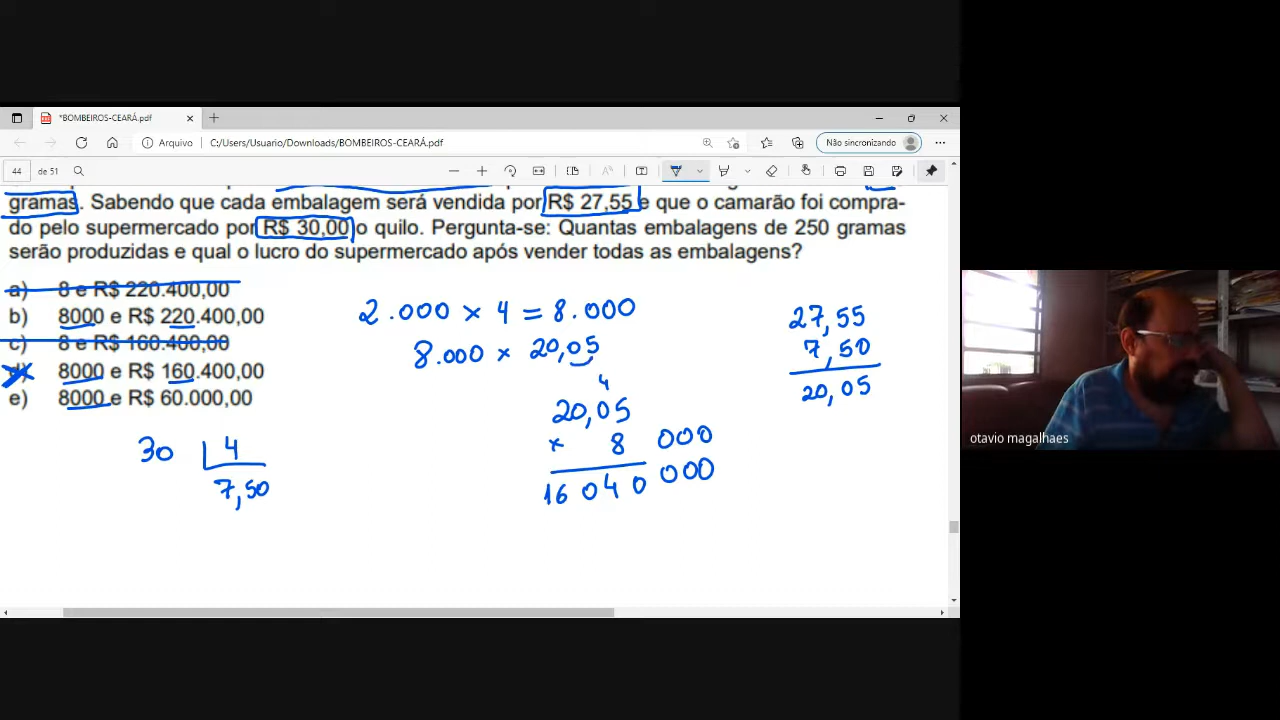 *BOMBEIROS-CEARÁ.pdf
Arquivo C:/Users/Usuario/Downloads/BOMBEIROS-CEARÁ.pdf Não sincronizando
44 de 51
gramas. Sabendo que cada embalagem será vendida por R$ 27,55 e que o camarão foi compra-
do pelo supermercado por R$ 30,00 o quilo. Pergunta-se: Quantas embalagens de 250 gramas
serão produzidas e qual o lucro do supermercado após vender todas as embalagens?
a) 8 e R$ 220.400,00
b) 8000 e R$ 220.400,00
c) 8 e R$ 160.400,00
d) 8000 e R$ 160.400,00
e) 8000 e R$ 60.000,00
2.000 × 4 = 8.000
8.000 × 20,05
4
20,05
× 8 000
16 040 000
27,55
7,50
20,05
30 4
7,50
otavio magalhaes